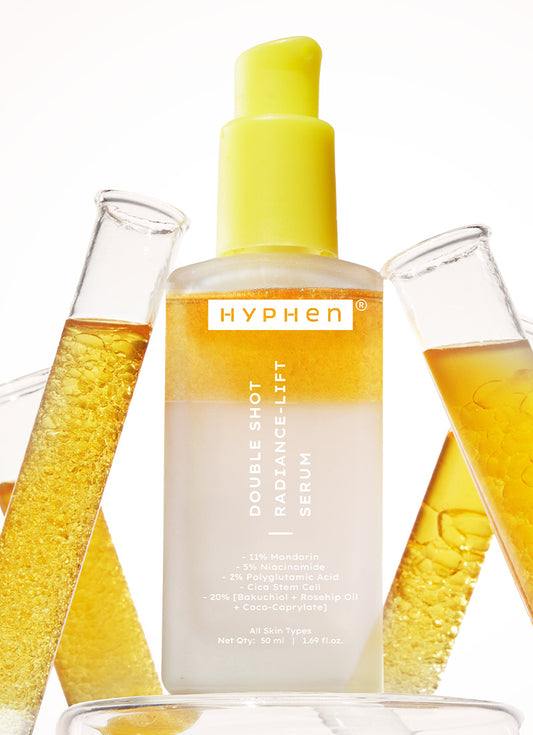 HYPHEN®
DOUBLE SHOT
RADIANCE-LIFT
SERUM
- 11% Mandarin
- 5% Niacinamide
- 2% Polyglutamic Acid
- Cica Stem Cell
- 20% [Bakuchiol + Rosehip Oil
+ Coco-Caprylate]
All Skin Types
Net Qty: 50 ml | 1.69 fl.oz.